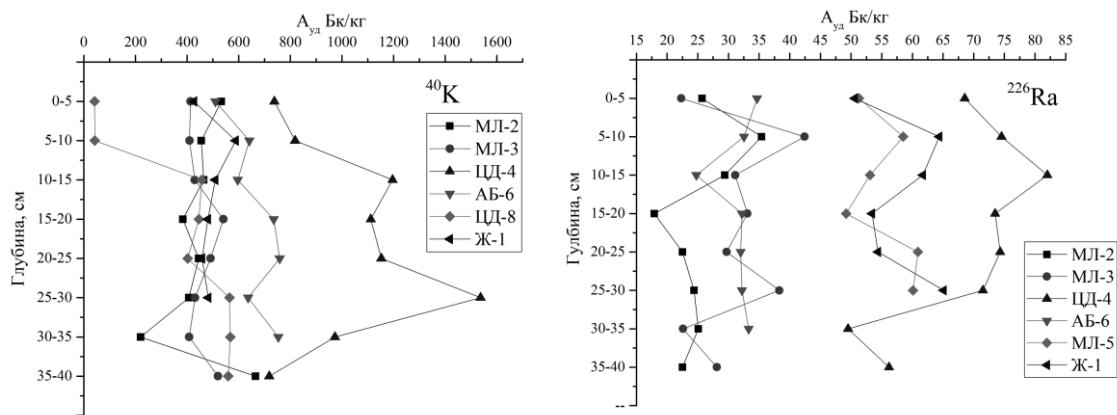 А уд Бк/кг
0 200 400 600 800 1000 1200 1400 1600
Глубина, см
0-5
5-10
10-15
15-20
20-25
25-30
30-35
35-40
40K
МЛ-2
МЛ-3
ЦД-4
АБ-6
ЦД-8
Ж-1
А уд Бк/кг
15 20 25 30 35 40 45 50 55 60 65 70 75 80 85
Гулбина, см
0-5
5-10
10-15
15-20
20-25
25-30
30-35
35-40
--
226Ra
МЛ-2
МЛ-3
ЦД-4
АБ-6
МЛ-5
Ж-1